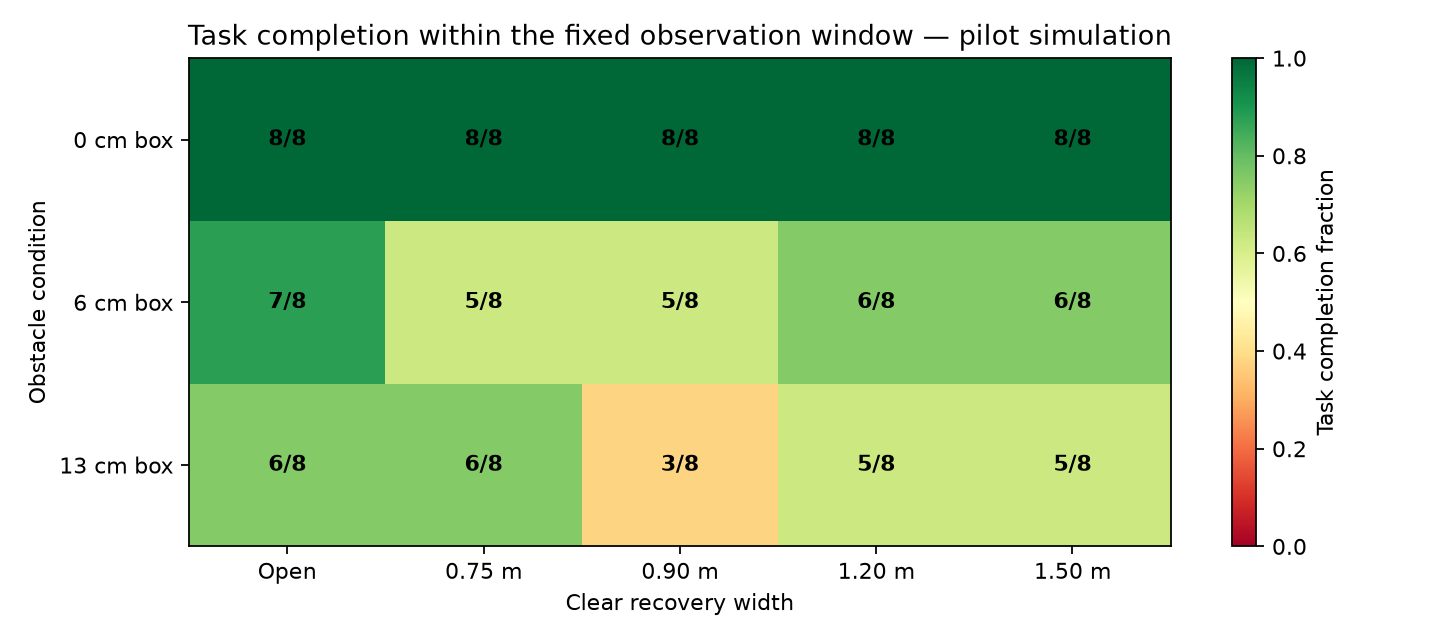 Task completion within the fixed observation window — pilot simulation
Obstacle condition
0 cm box
8/8 8/8 8/8 8/8 8/8
6 cm box
7/8 5/8 5/8 6/8 6/8
13 cm box
6/8 6/8 3/8 5/8 5/8
Open 0.75 m 0.90 m 1.20 m 1.50 m
Clear recovery width
1.0
0.8
0.6
0.4
0.2
0.0
Task completion fraction